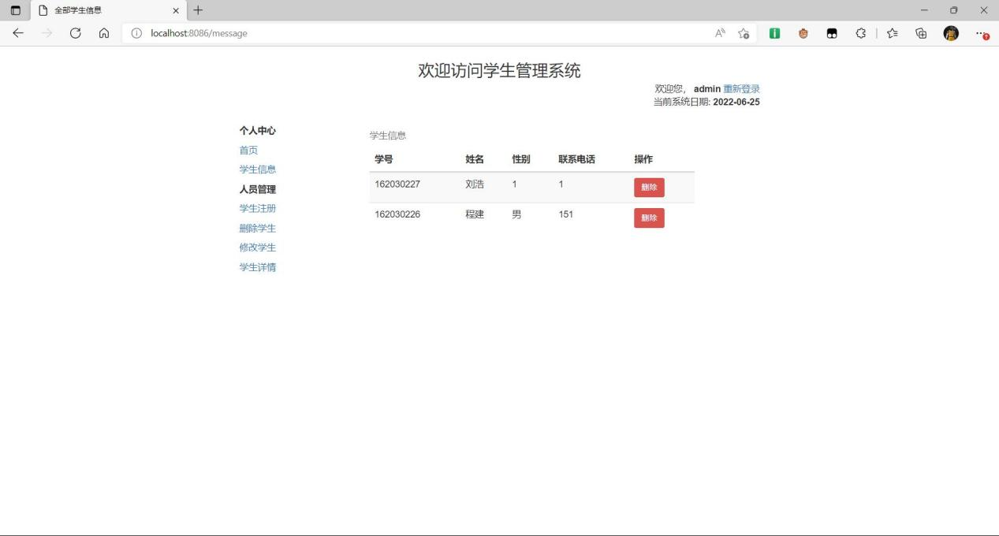 全部学生信息
localhost:8086/message
欢迎访问学生管理系统
欢迎您， admin 重新登录
当前系统日期: 2022-06-25
个人中心
首页
学生信息
人员管理
学生注册
删除学生
修改学生
学生详情
学生信息
学号 姓名 性别 联系电话 操作
162030227 刘浩 1 1 删除
162030226 程建 男 151 删除